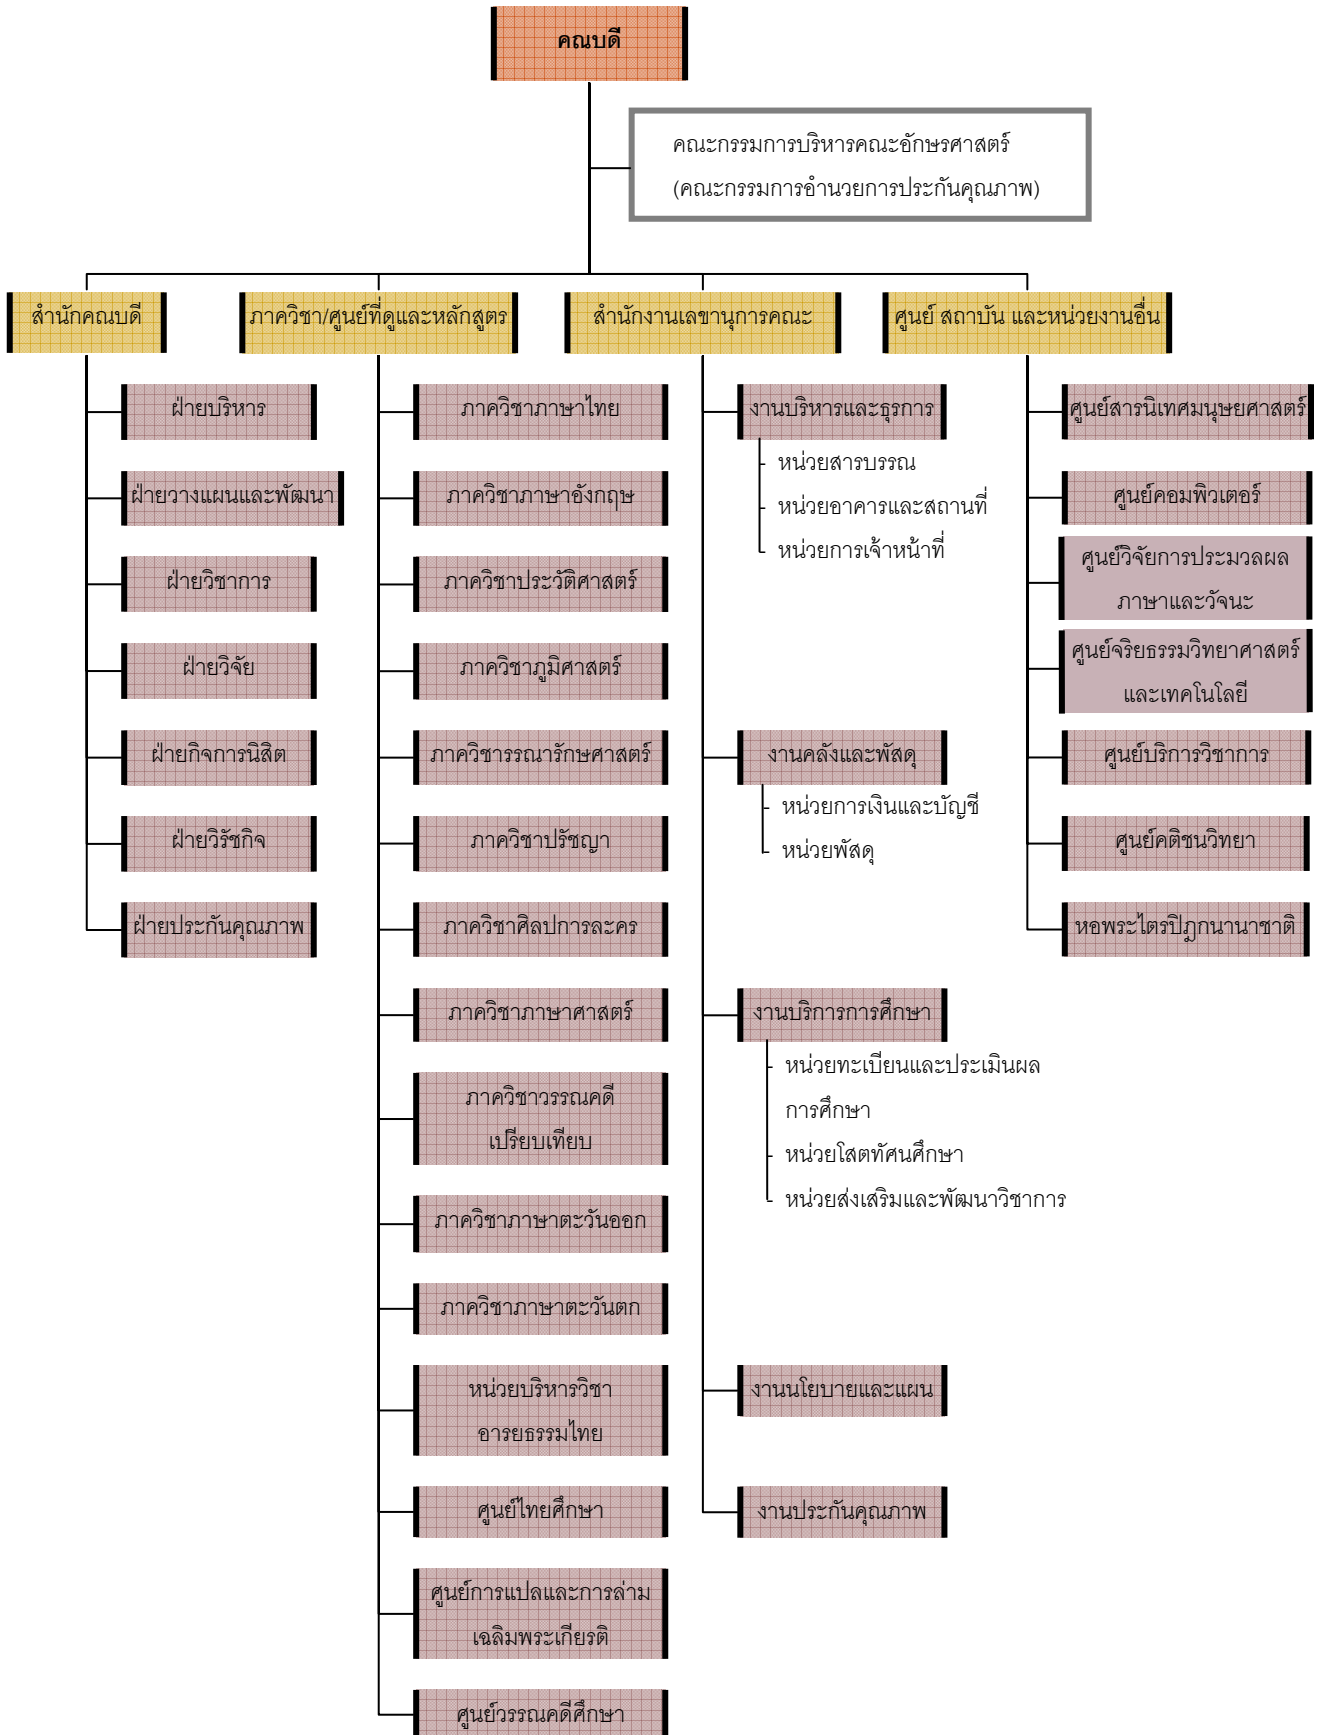 คณบดี
คณะกรรมการบริหารคณะอักษรศาสตร์
(คณะกรรมการอำนวยการประกันคุณภาพ)
สำนักคณบดี
ฝ่ายบริหาร
ฝ่ายวางแผนและพัฒนา
ฝ่ายวิชาการ
ฝ่ายวิจัย
ฝ่ายกิจการนิสิต
ฝ่ายวิรัชกิจ
ฝ่ายประกันคุณภาพ
ภาควิชา/ศูนย์ที่ดูและหลักสูตร
ภาควิชาภาษาไทย
ภาควิชาภาษาอังกฤษ
ภาควิชาประวัติศาสตร์
ภาควิชาภูมิศาสตร์
ภาควิชารรณารักษศาสตร์
ภาควิชาปรัชญา
ภาควิชาศิลปการละคร
ภาควิชาภาษาศาสตร์
ภาควิชาวรรณคดี
เปรียบเทียบ
ภาควิชาภาษาตะวันออก
ภาควิชาภาษาตะวันตก
หน่วยบริหารวิชา
อารยธรรมไทย
ศูนย์ไทยศึกษา
ศูนย์การแปลและการล่าม
เฉลิมพระเกียรติ
ศูนย์วรรณคดีศึกษา
สำนักงานเลขานุการคณะ
งานบริหารและธุรการ
- หน่วยสารบรรณ
- หน่วยอาคารและสถานที่
- หน่วยการเจ้าหน้าที่
งานคลังและพัสดุ
- หน่วยการเงินและบัญชี
- หน่วยพัสดุ
งานบริการการศึกษา
- หน่วยทะเบียนและประเมินผล
การศึกษา
- หน่วยโสตทัศนศึกษา
- หน่วยส่งเสริมและพัฒนาวิชาการ
งานนโยบายและแผน
งานประกันคุณภาพ
ศูนย์ สถาบัน และหน่วยงานอื่น
ศูนย์สารนิเทศมนุษยศาสตร์
ศูนย์คอมพิวเตอร์
ศูนย์วิจัยการประมวลผล
ภาษาและวัจนะ
ศูนย์จริยธรรมวิทยาศาสตร์
และเทคโนโลยี
ศูนย์บริการวิชาการ
ศูนย์คติชนวิทยา
หอพระไตรปิฎกนานาชาติ